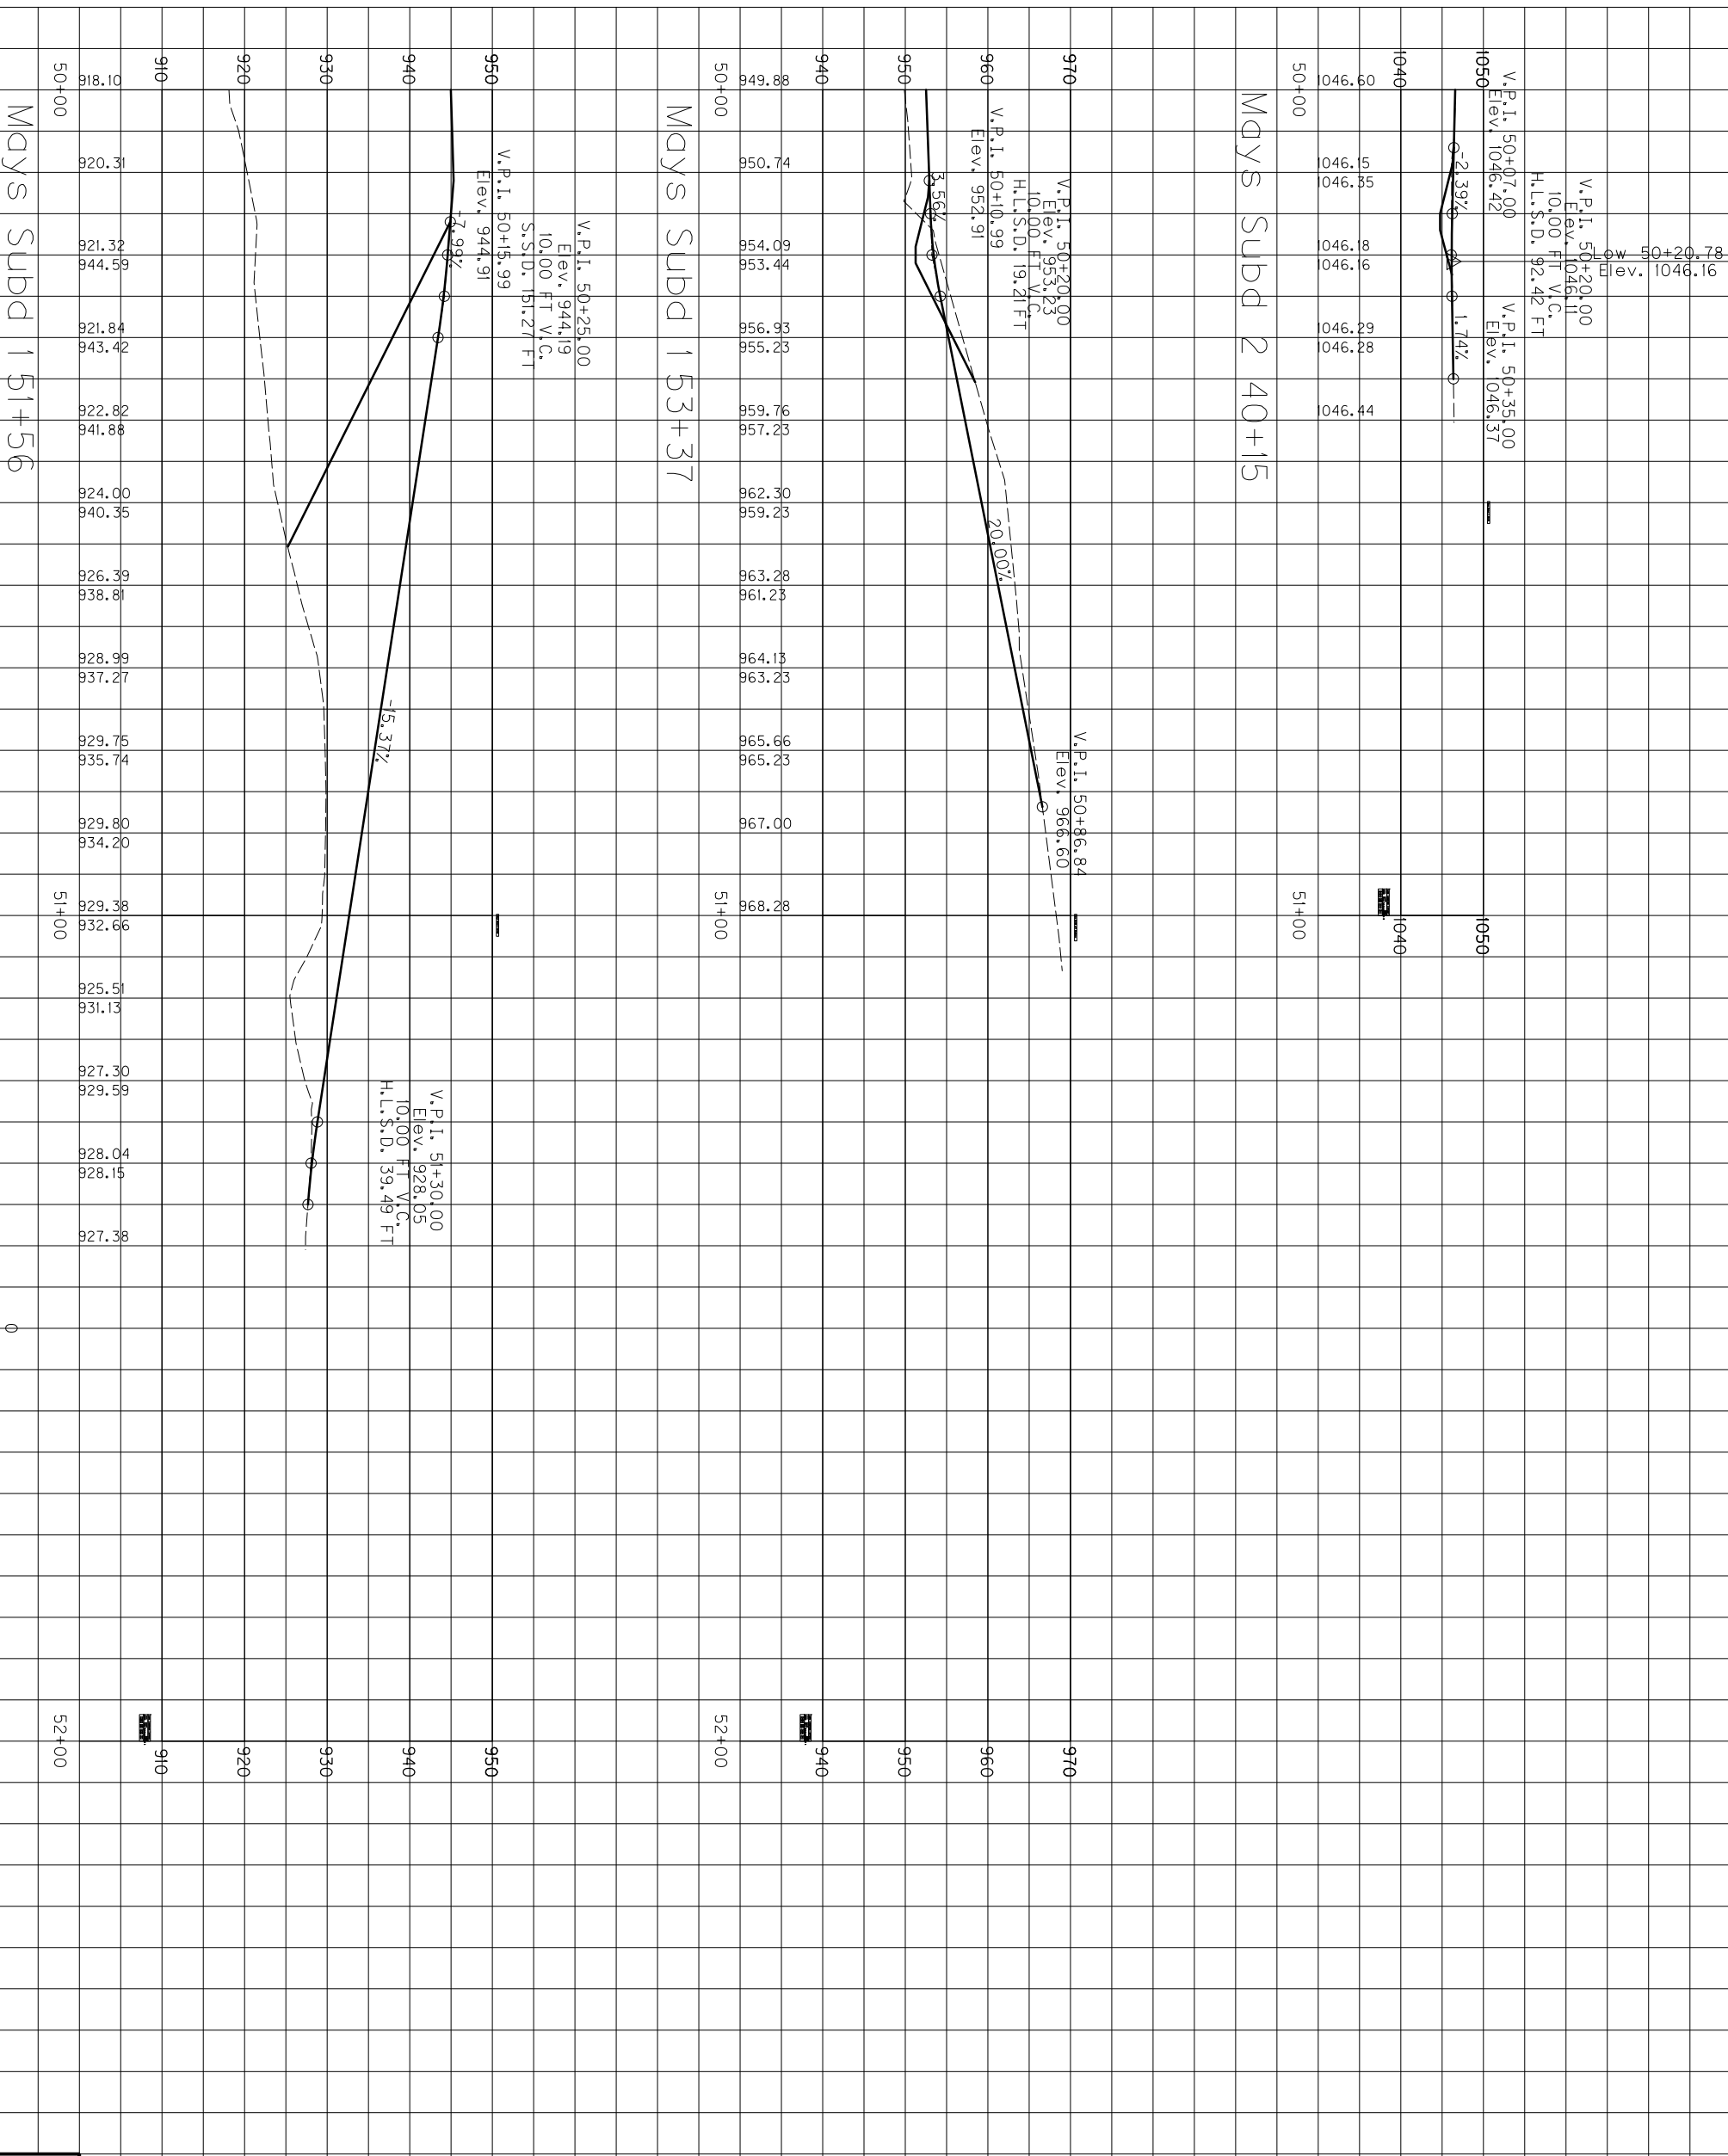 V.P.I. 50+07.00
Elev. 1046.42
V.P.I. 50+20.00
Elev. 1046.11
10.00 FT V.C.
H.L.S.D. 92.42 FT
Low 50+20.78
Elev. 1046.16
V.P.I. 50+35.00
Elev. 1046.37
-2.39%
1.74%
1050
1040
1050
1040
1046.60
1046.15
1046.35
1046.18
1046.16
1046.29
1046.28
1046.44
50+00
51+00
Mays Subd 2 40+15
V.P.I. 50+10.99
Elev. 952.91
V.P.I. 50+20.00
Elev. 953.23
10.00 FT V.C.
H.L.S.D. 19.21 FT
V.P.I. 50+86.84
Elev. 966.60
3.56%
20.00%
970
960
950
940
970
960
950
940
949.88
950.74
954.09
953.44
956.93
955.23
959.76
957.23
962.30
959.23
963.28
961.23
964.13
963.23
965.66
965.23
967.00
968.28
50+00
51+00
52+00
Mays Subd 1 53+37
V.P.I. 50+15.99
Elev. 944.91
V.P.I. 50+25.00
Elev. 944.19
10.00 FT V.C.
S.S.D. 151.27 FT
V.P.I. 51+30.00
Elev. 928.05
10.00 FT V.C.
H.L.S.D. 39.49 FT
-7.99%
-15.37%
950
940
930
920
910
950
940
930
920
910
918.10
920.31
921.32
944.59
921.84
943.42
922.82
941.88
924.00
940.35
926.39
938.81
928.99
937.27
929.75
935.74
929.80
934.20
929.38
932.66
925.51
931.13
927.30
929.59
928.04
928.15
927.38
50+00
51+00
52+00
Mays Subd 1 51+56
0